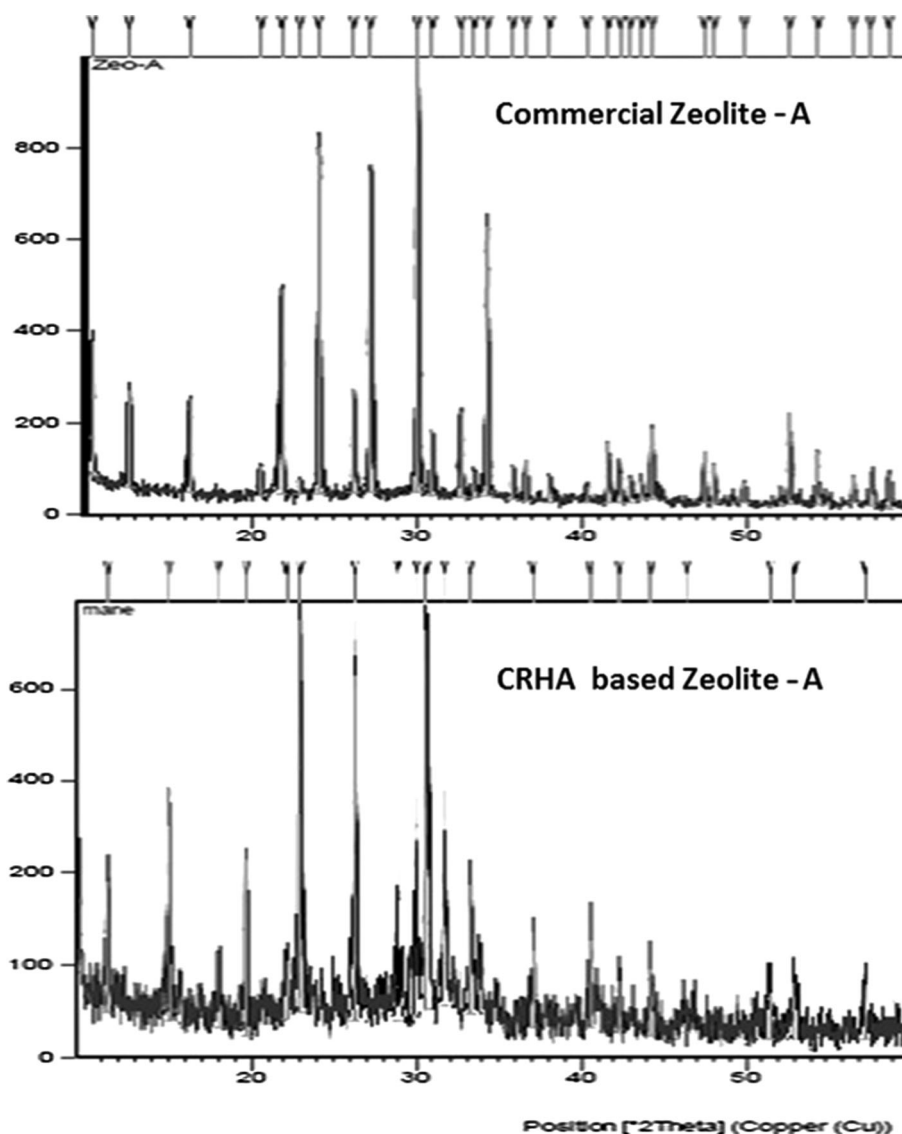 Zeo-A
Commercial Zeolite – A
800
600
400
200
0
20 30 40 50
mane
CRHA based Zeolite – A
600
400
200
100
0
20 30 40 50
Position [°2Theta] (Copper (Cu))